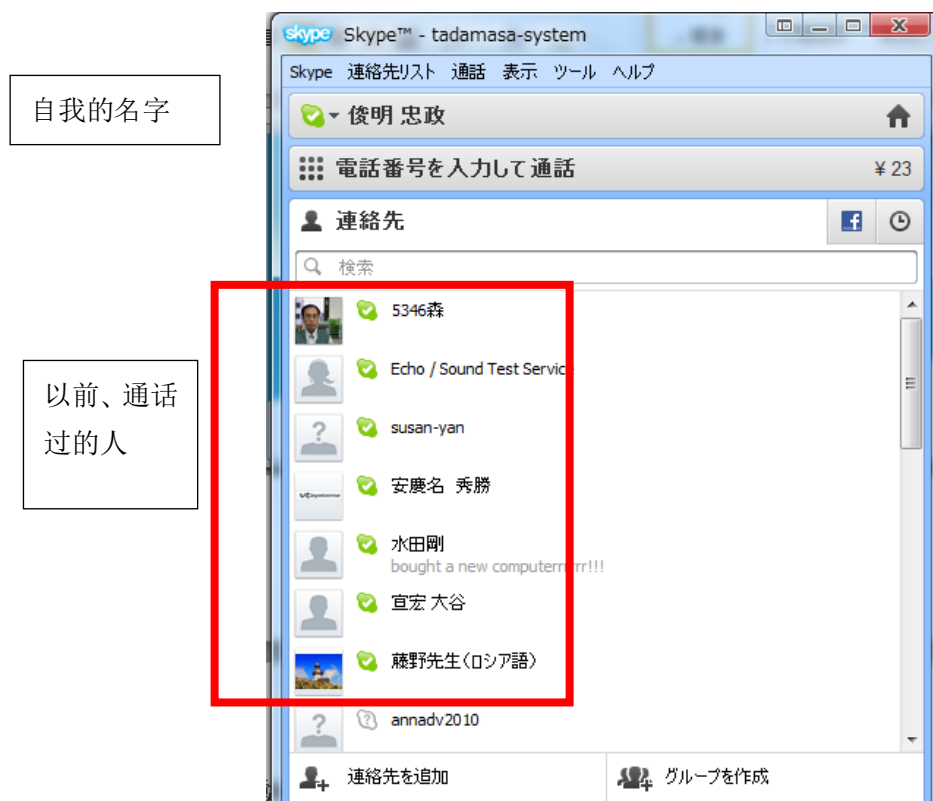 skype Skype™ - tadamasa-system
Skype 連絡先リスト 通話 表示 ツール ヘルプ
自我的名字
俊明 忠政
電話番号を入力して通話 ¥ 23
連絡先
検索
5346森
Echo / Sound Test Service
以前、通话
过的人
susan-yan
安慶名 秀勝
水田剛
bought a new computerrrrrr!!!
宣宏 大谷
藤野先生(ロシア語)
annadv2010
連絡先を追加 グループを作成